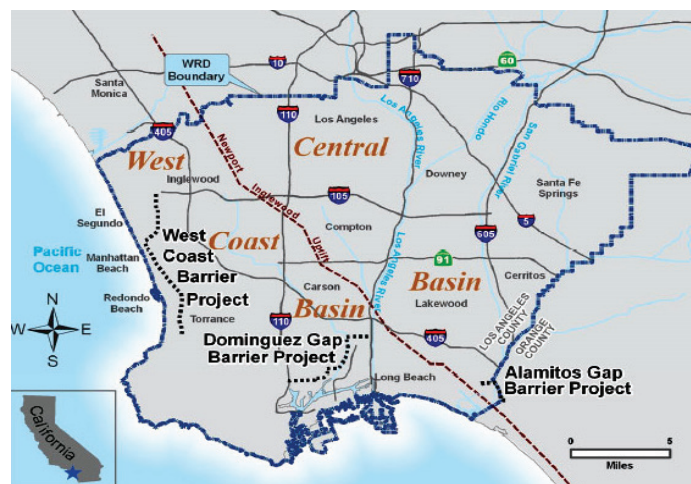 60
10
WRD
Boundary
710
Santa
Monica
Los Angeles River
Rio Hondo
110
Los Angeles
405
San Gabriel River
West
Central
Newport
Inglewood
Uplift
Inglewood
Downey
Santa Fe
Springs
105
5
El
Segundo
West
Coast
Barrier
Project
Coast
Compton
605
Los Angeles River
91
Pacific
Ocean
Manhattan
Beach
Basin
Cerritos
Carson
Basin
Lakewood
N
W
E
S
Redondo
Beach
Torrance
110
405
LOS ANGELES
COUNTY
ORANGE
COUNTY
Dominguez Gap
Barrier Project
Long Beach
Alamitos Gap
Barrier Project
California
0
5
Miles